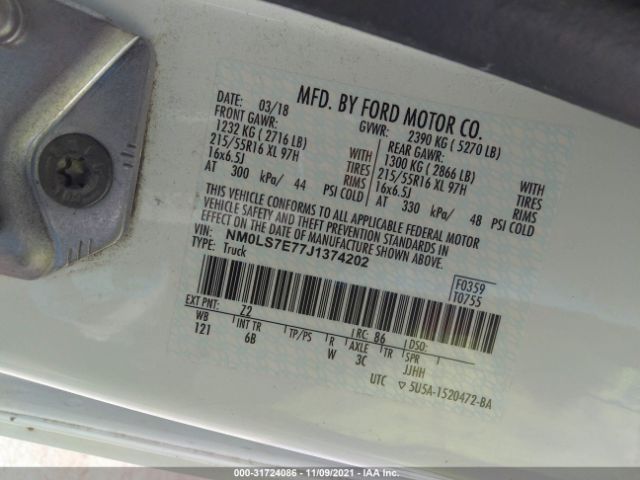 MFD. BY FORD MOTOR CO.
DATE: 03/18 GVWR: 2390 KG ( 5270 LB)
FRONT GAWR: REAR GAWR:
1232 KG ( 2716 LB) WITH 1300 KG ( 2866 LB) WITH
215/55R16 XL 97H TIRES 215/55R16 XL 97H TIRES
16x6.5J RIMS 16x6.5J RIMS
AT 300 kPa/ 44 PSI COLD AT 330 kPa/ 48 PSI COLD
THIS VEHICLE CONFORMS TO ALL APPLICABLE FEDERAL MOTOR
VEHICLE SAFETY AND THEFT PREVENTION STANDARDS IN
EFFECT ON THE DATE OF MANUFACTURE SHOWN ABOVE.
VIN: NM0LS7E77J1374202
TYPE: Truck
F0359
T0755
EXT PNT: Z2 RC: 86 DSO:
WB INT TR TP/PS R AXLE TR SPR
121 6B W 3C JJHH
UTC ▽ 5U5A-1520472-BA
000-31724086 - 11/09/2021 - IAA Inc.